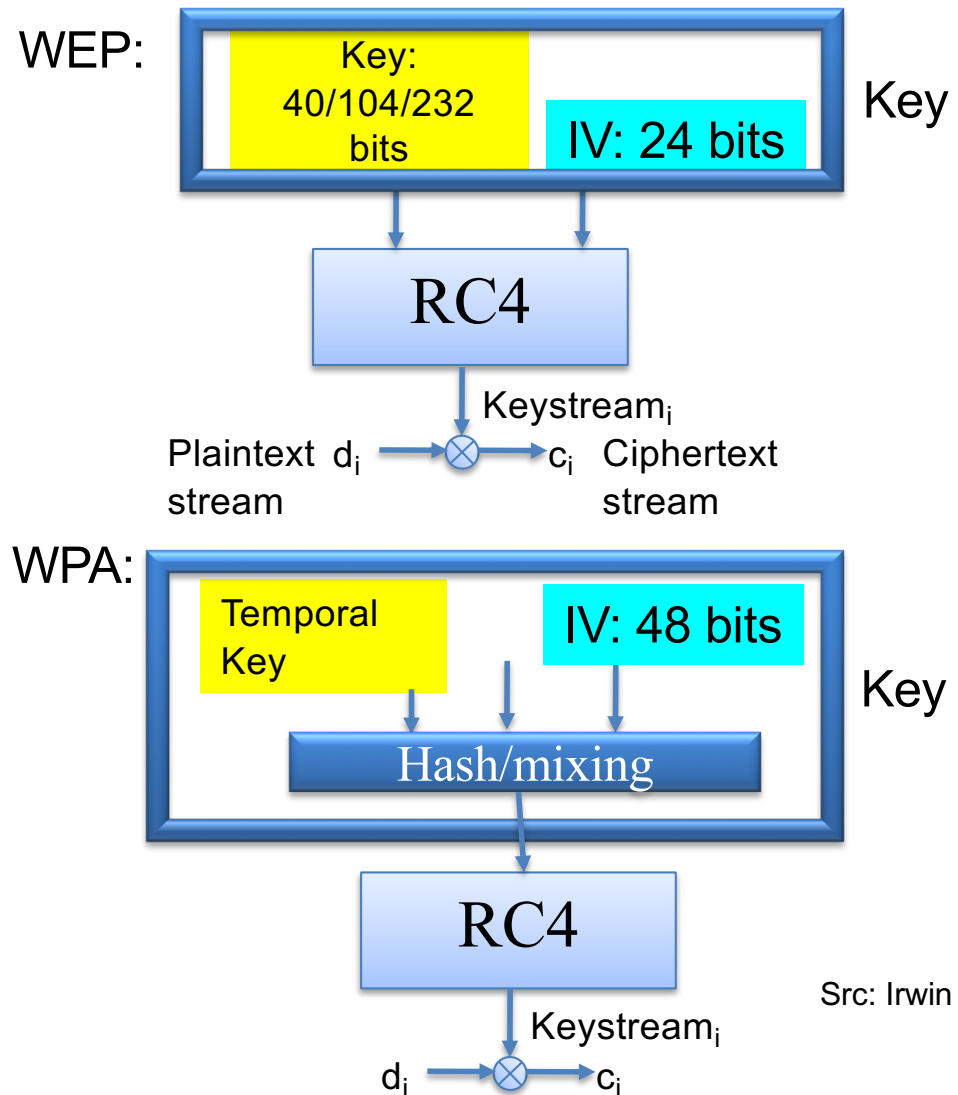 WEP:
Key:
40/104/232
bits
IV: 24 bits
Key
RC4
Keystreamᵢ
Plaintext dᵢ cᵢ Ciphertext
stream stream
WPA:
Temporal
Key
IV: 48 bits
Key
Hash/mixing
RC4
Src: Irwin
Keystreamᵢ
dᵢ cᵢ